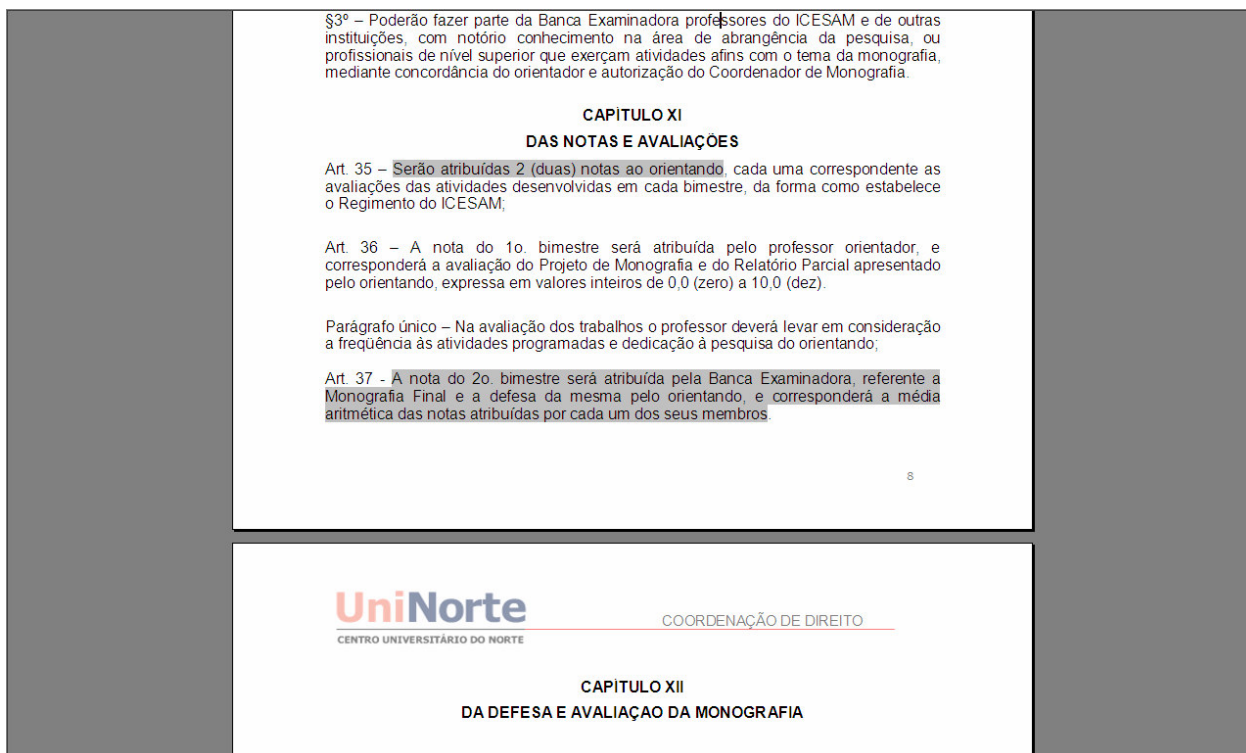 §3º – Poderão fazer parte da Banca Examinadora professores do ICESAM e de outras
instituições, com notório conhecimento na área de abrangência da pesquisa, ou
profissionais de nível superior que exerçam atividades afins com o tema da monografia,
mediante concordância do orientador e autorização do Coordenador de Monografia.
CAPÍTULO XI
DAS NOTAS E AVALIAÇÕES
Art. 35 – Serão atribuídas 2 (duas) notas ao orientando, cada uma correspondente as
avaliações das atividades desenvolvidas em cada bimestre, da forma como estabelece
o Regimento do ICESAM;
Art. 36 – A nota do 1o. bimestre será atribuída pelo professor orientador, e
corresponderá a avaliação do Projeto de Monografia e do Relatório Parcial apresentado
pelo orientando, expressa em valores inteiros de 0,0 (zero) a 10,0 (dez).
Parágrafo único – Na avaliação dos trabalhos o professor deverá levar em consideração
a freqüência às atividades programadas e dedicação à pesquisa do orientando;
Art. 37 - A nota do 2o. bimestre será atribuída pela Banca Examinadora, referente a
Monografia Final e a defesa da mesma pelo orientando, e corresponderá a média
aritmética das notas atribuídas por cada um dos seus membros.
8
UniNorte
COORDENAÇÃO DE DIREITO
CENTRO UNIVERSITÁRIO DO NORTE
CAPÍTULO XII
DA DEFESA E AVALIAÇAO DA MONOGRAFIA